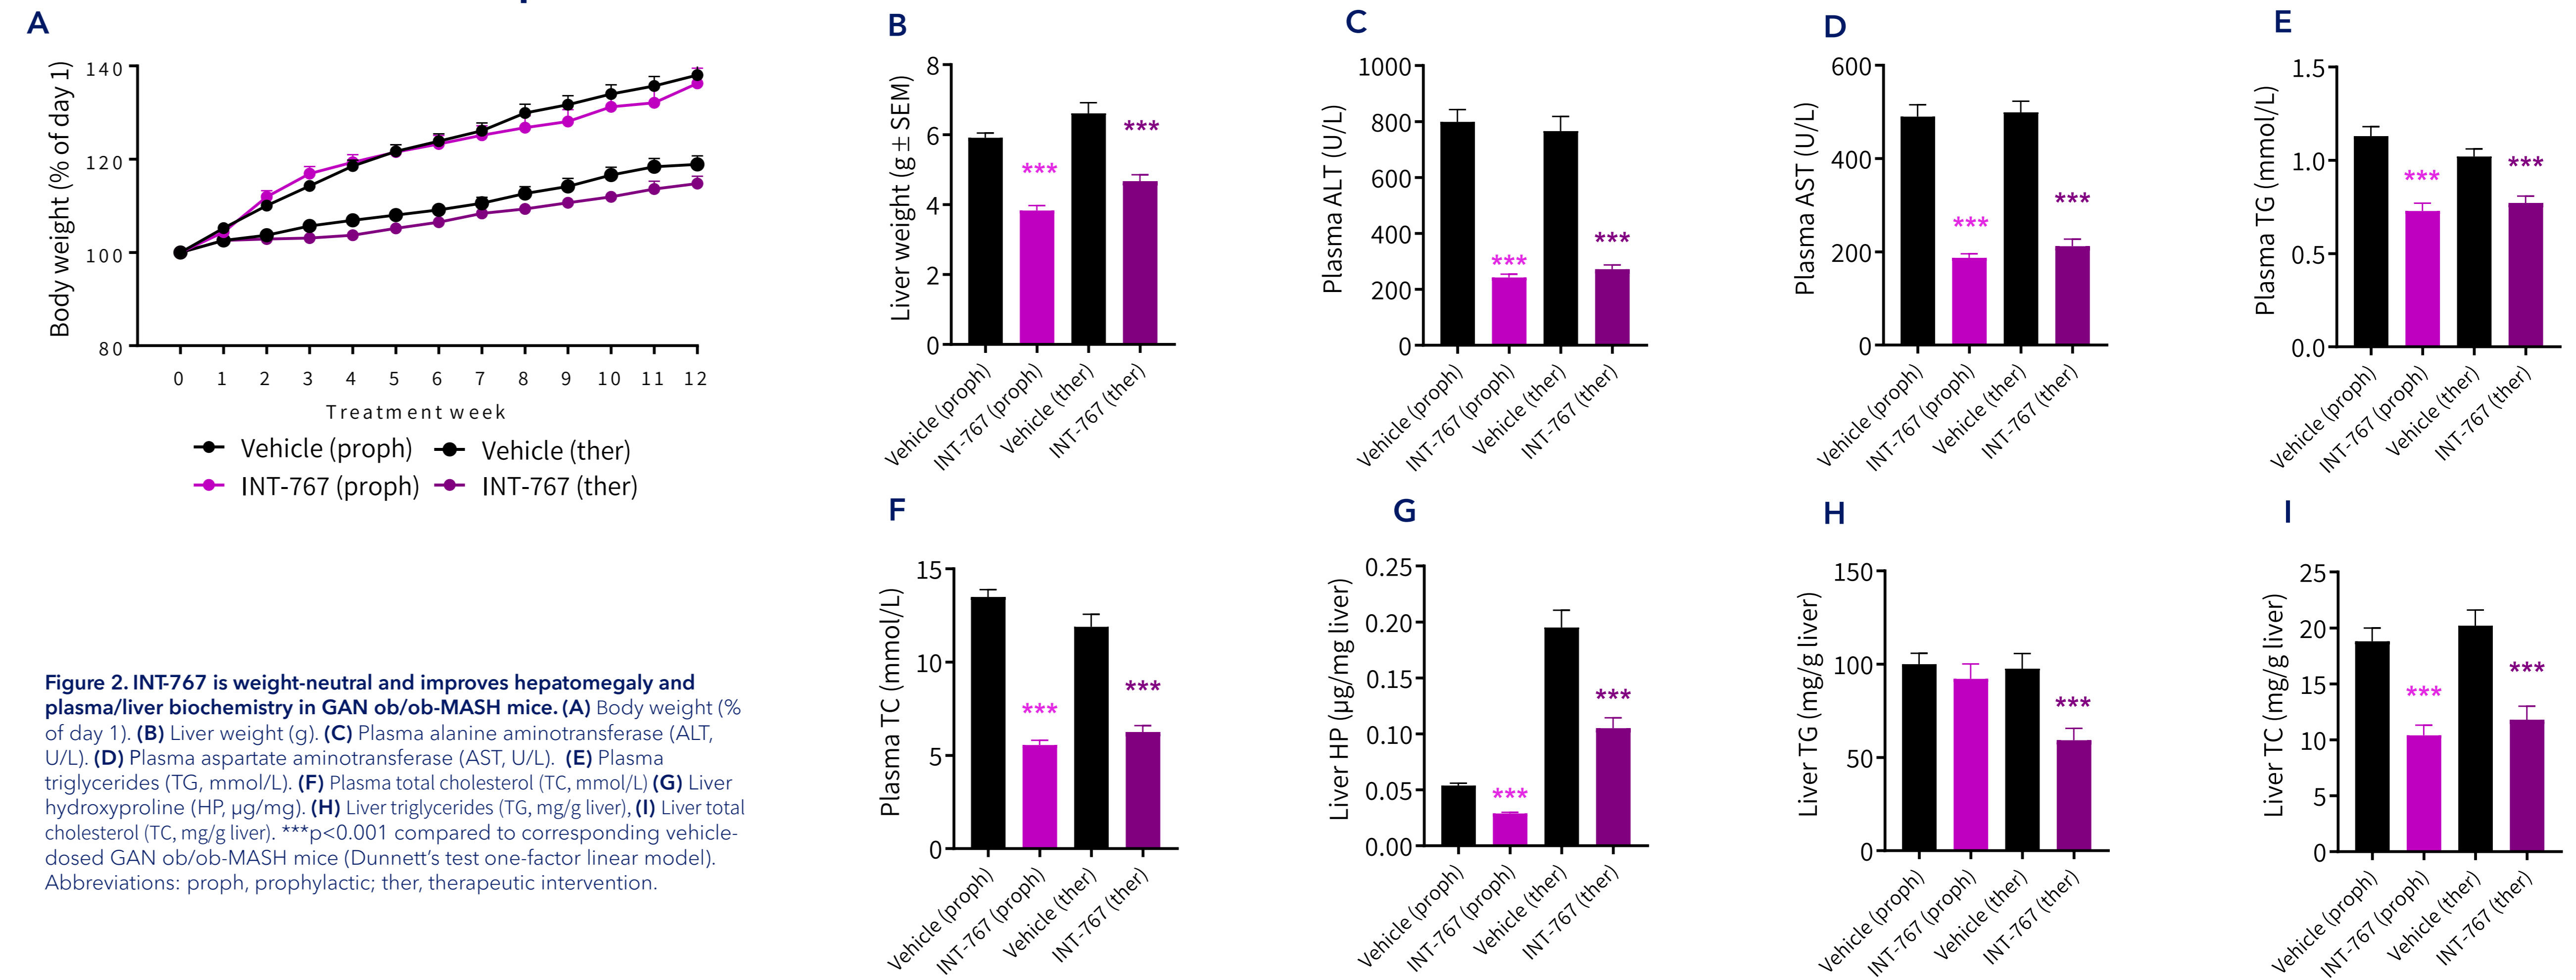 A
Body weight (% of day 1)
140
120
100
80
0 1 2 3 4 5 6 7 8 9 10 11 12
Treatment week
Vehicle (proph) Vehicle (ther)
INT-767 (proph) INT-767 (ther)
B
Liver weight (g ± SEM)
8
6
4
2
0
***
***
Vehicle (proph)
INT-767 (proph)
Vehicle (ther)
INT-767 (ther)
C
Plasma ALT (U/L)
1000
800
600
400
200
0
***
***
Vehicle (proph)
INT-767 (proph)
Vehicle (ther)
INT-767 (ther)
D
Plasma AST (U/L)
600
400
200
0
***
***
Vehicle (proph)
INT-767 (proph)
Vehicle (ther)
INT-767 (ther)
E
Plasma TG (mmol/L)
1.5
1.0
0.5
0.0
***
***
Vehicle (proph)
INT-767 (proph)
Vehicle (ther)
INT-767 (ther)
F
Plasma TC (mmol/L)
15
10
5
0
***
***
Vehicle (proph)
INT-767 (proph)
Vehicle (ther)
INT-767 (ther)
G
Liver HP (µg/mg liver)
0.25
0.20
0.15
0.10
0.05
0.00
***
***
Vehicle (proph)
INT-767 (proph)
Vehicle (ther)
INT-767 (ther)
H
Liver TG (mg/g liver)
150
100
50
0
***
Vehicle (proph)
INT-767 (proph)
Vehicle (ther)
INT-767 (ther)
I
Liver TC (mg/g liver)
25
20
15
10
5
0
***
***
Vehicle (proph)
INT-767 (proph)
Vehicle (ther)
INT-767 (ther)
Figure 2. INT-767 is weight-neutral and improves hepatomegaly and
plasma/liver biochemistry in GAN ob/ob-MASH mice. (A) Body weight (%
of day 1). (B) Liver weight (g). (C) Plasma alanine aminotransferase (ALT,
U/L). (D) Plasma aspartate aminotransferase (AST, U/L). (E) Plasma
triglycerides (TG, mmol/L). (F) Plasma total cholesterol (TC, mmol/L) (G) Liver
hydroxyproline (HP, µg/mg). (H) Liver triglycerides (TG, mg/g liver), (I) Liver total
cholesterol (TC, mg/g liver). ***p<0.001 compared to corresponding vehicle-
dosed GAN ob/ob-MASH mice (Dunnett's test one-factor linear model).
Abbreviations: proph, prophylactic; ther, therapeutic intervention.